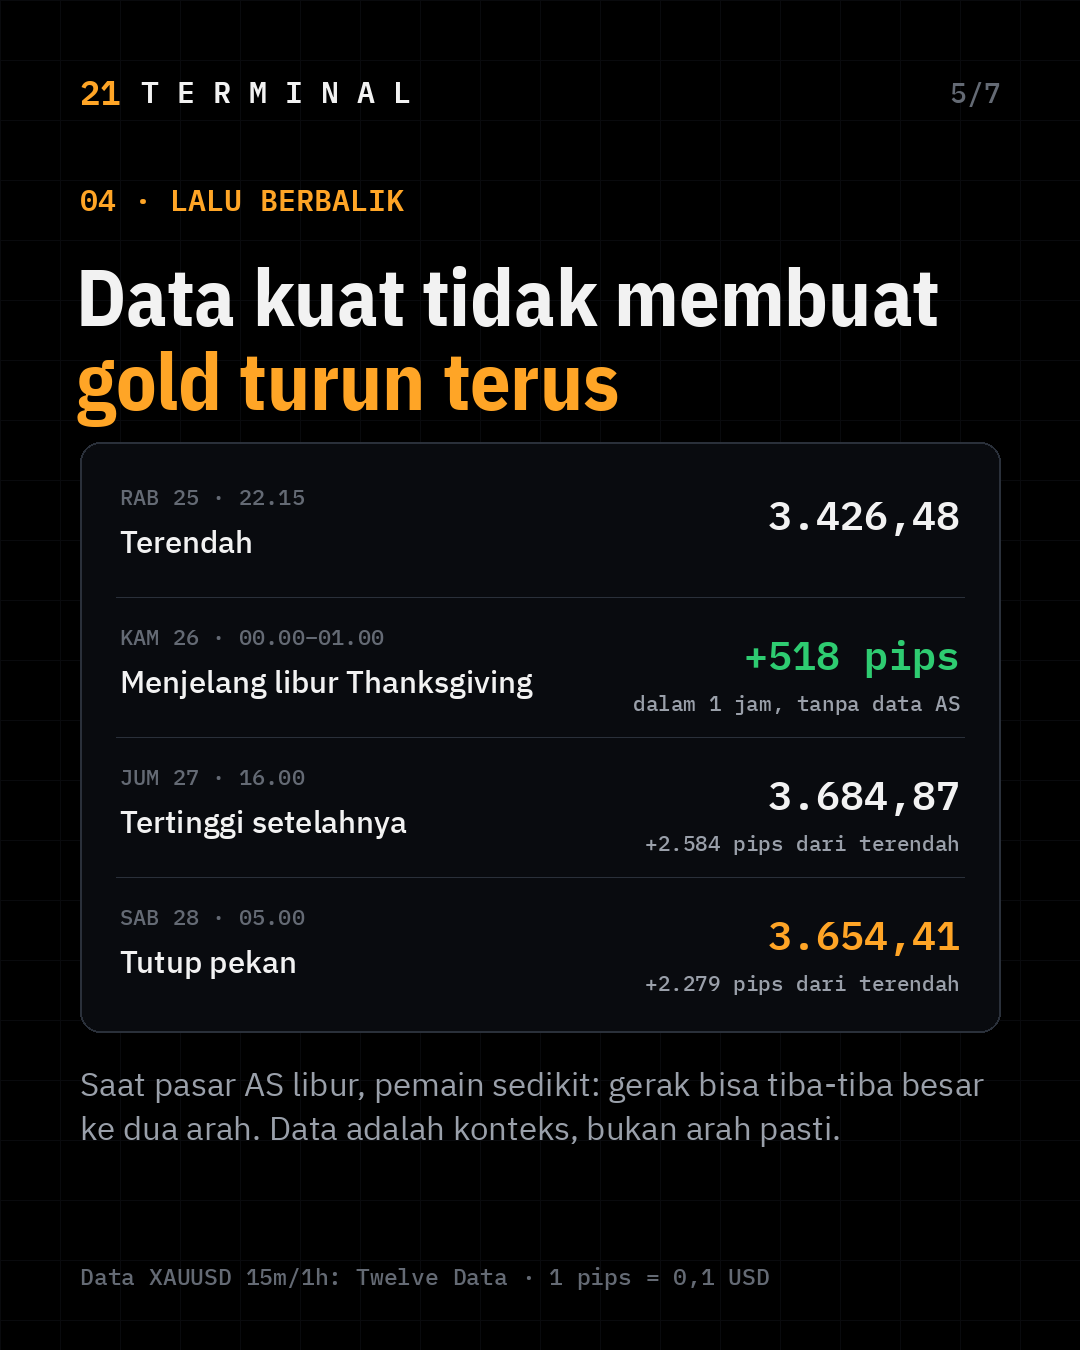 21 TERMINAL
5/7
04 · LALU BERBALIK
Data kuat tidak membuat
gold turun terus
RAB 25 · 22.15
Terendah
3.426,48
KAM 26 · 00.00–01.00
Menjelang libur Thanksgiving
+518 pips
dalam 1 jam, tanpa data AS
JUM 27 · 16.00
Tertinggi setelahnya
3.684,87
+2.584 pips dari terendah
SAB 28 · 05.00
Tutup pekan
3.654,41
+2.279 pips dari terendah
Saat pasar AS libur, pemain sedikit: gerak bisa tiba-tiba besar
ke dua arah. Data adalah konteks, bukan arah pasti.
Data XAUUSD 15m/1h: Twelve Data · 1 pips = 0,1 USD